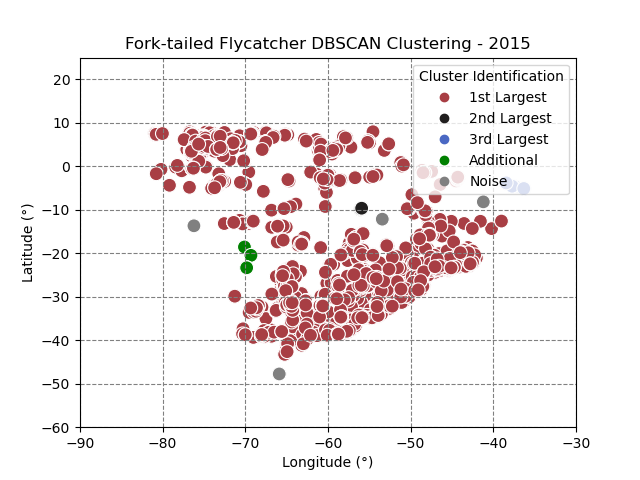 Fork-tailed Flycatcher DBSCAN Clustering - 2015
Cluster Identification
1st Largest
2nd Largest
3rd Largest
Additional
Noise
20
10
0
−10
−20
−30
−40
−50
−60
Latitude (°)
−90 −80 −70 −60 −50 −40 −30
Longitude (°)